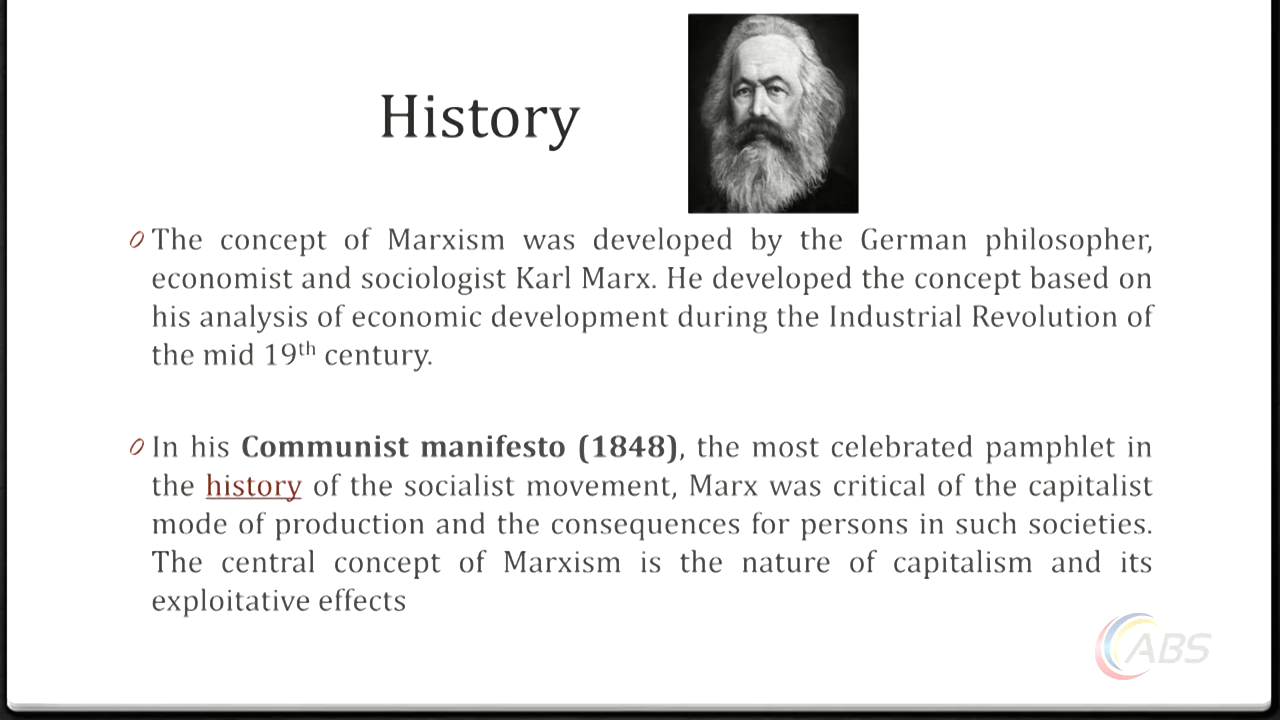 History
The concept of Marxism was developed by the German philosopher,
economist and sociologist Karl Marx. He developed the concept based on
his analysis of economic development during the Industrial Revolution of
the mid 19th century.
In his Communist manifesto (1848), the most celebrated pamphlet in
the history of the socialist movement, Marx was critical of the capitalist
mode of production and the consequences for persons in such societies.
The central concept of Marxism is the nature of capitalism and its
exploitative effects
ABS